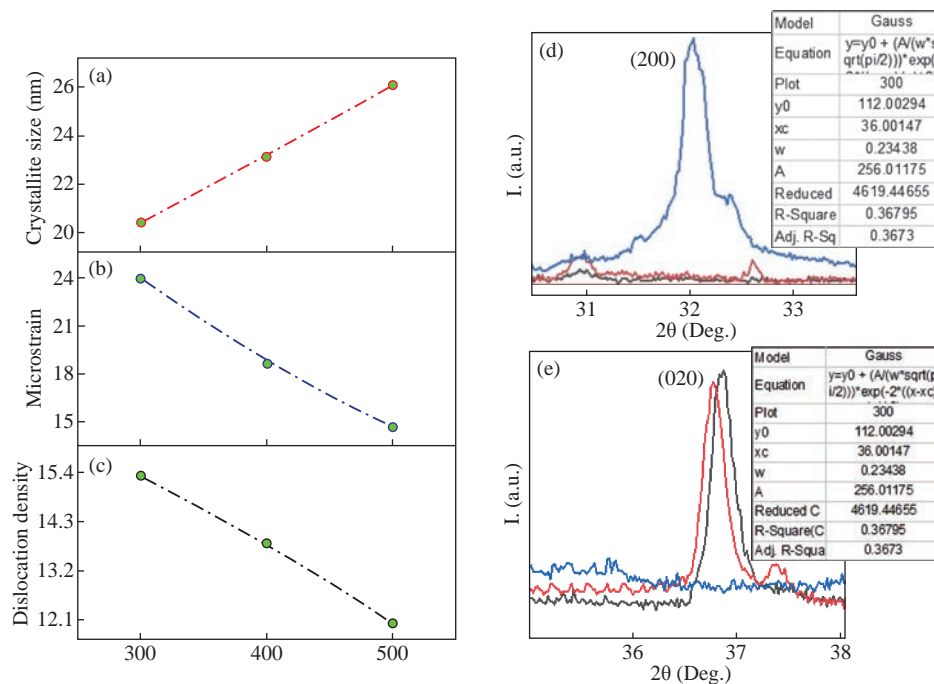 (a)
Crystallite size (nm)
26
24
22
20
(b)
Microstrain
24
21
18
15
(c)
Dislocation density
15.4
14.3
13.2
12.1
300 400 500
(d)
(200)
I. (a.u.)
31 32 33
2θ (Deg.)
Model Gauss
Equation y=y0 + (A/(w*s
qrt(pi/2)))*exp(
Plot 300
y0 112.00294
xc 36.00147
w 0.23438
A 256.01175
Reduced 4619.44655
R-Square 0.36795
Adj. R-Sq 0.3673
(e)
(020)
I. (a.u.)
36 37 38
2θ (Deg.)
Model Gauss
Equation y=y0 + (A/(w*sqrt(p
i/2)))*exp(-2*((x-xc)
Plot 300
y0 112.00294
xc 36.00147
w 0.23438
A 256.01175
Reduced C 4619.44655
R-Square(C 0.36795
Adj. R-Squa 0.3673